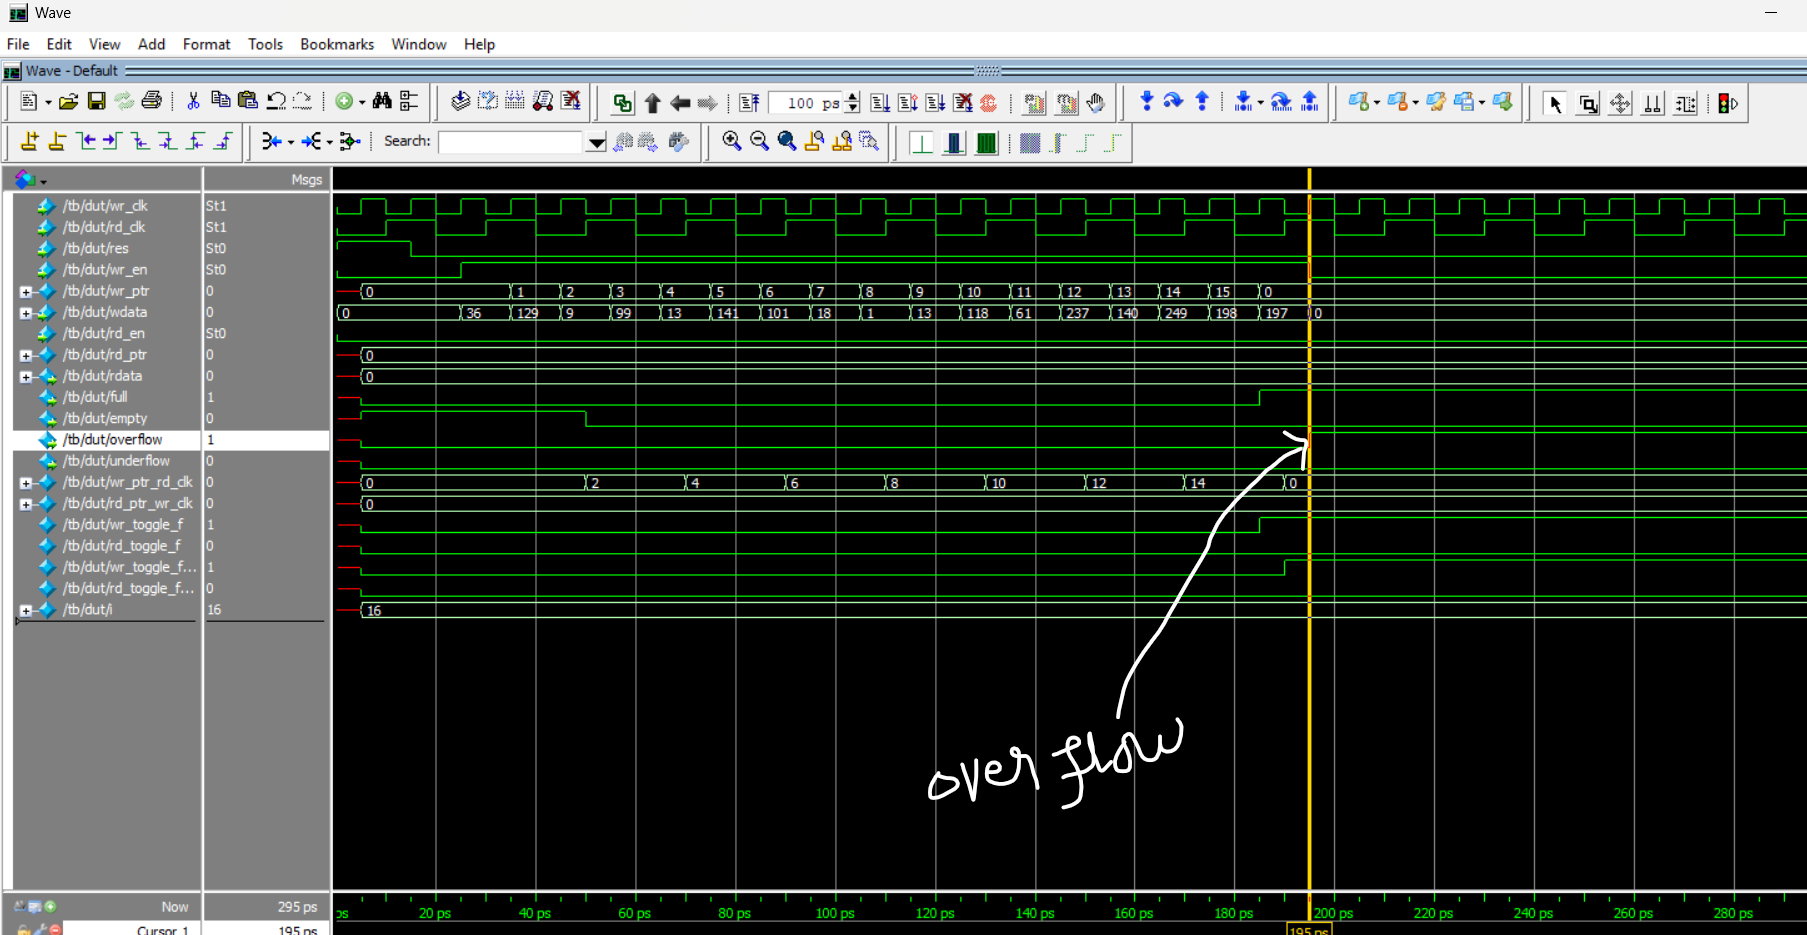 Wave
File Edit View Add Format Tools Bookmarks Window Help
Wave - Default
100 ps
Search:
Msgs
/tb/dut/wr_clk St1
/tb/dut/rd_clk St1
/tb/dut/res St0
/tb/dut/wr_en St0
/tb/dut/wr_ptr 0 0 1 2 3 4 5 6 7 8 9 10 11 12 13 14 15 0
/tb/dut/wdata 0 0 36 129 9 99 13 141 101 18 1 13 118 61 237 140 249 198 197 0
/tb/dut/rd_en St0
/tb/dut/rd_ptr 0 0
/tb/dut/rdata 0 0
/tb/dut/full 1
/tb/dut/empty 0
/tb/dut/overflow 1
/tb/dut/underflow 0
/tb/dut/wr_ptr_rd_clk 0 0 2 4 6 8 10 12 14 0
/tb/dut/rd_ptr_wr_clk 0 0
/tb/dut/wr_toggle_f 1
/tb/dut/rd_toggle_f 0
/tb/dut/wr_toggle_f... 1
/tb/dut/rd_toggle_f... 0
/tb/dut/i 16 16
over flow
Now 295 ps ps 20 ps 40 ps 60 ps 80 ps 100 ps 120 ps 140 ps 160 ps 180 ps 200 ps 220 ps 240 ps 260 ps 280 ps
Cursor 1 195 ps 195 ps